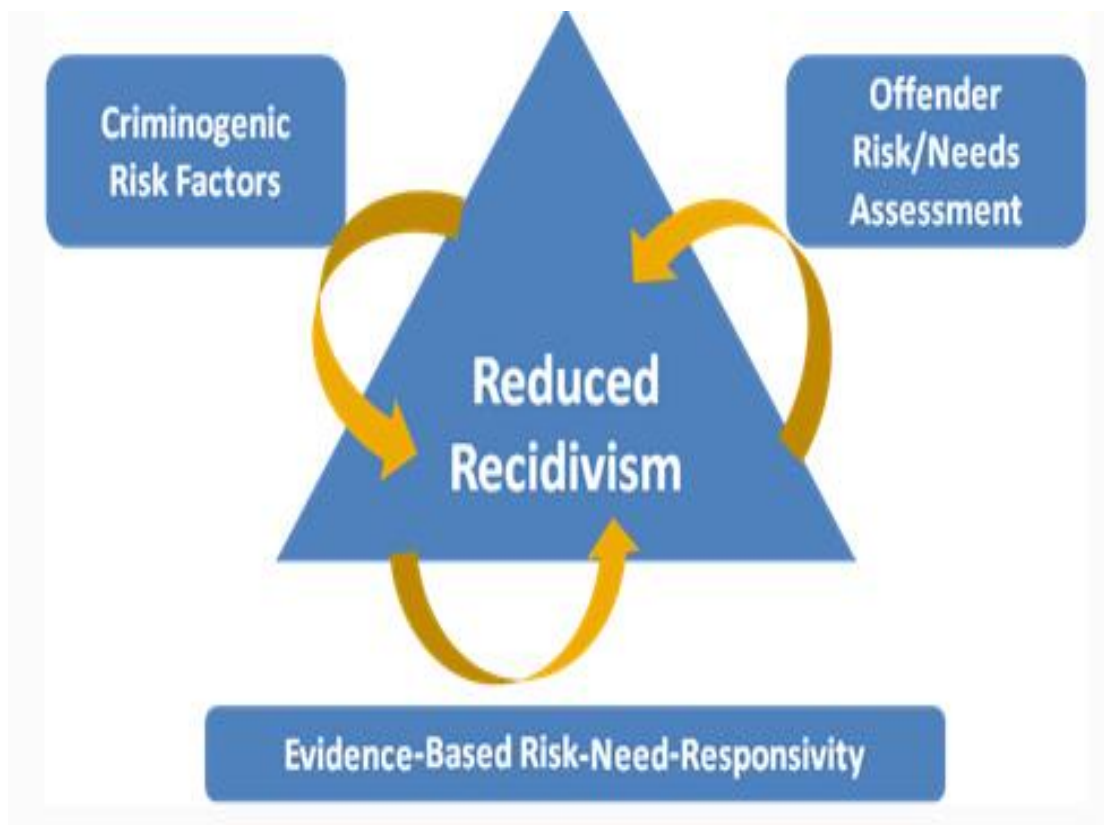 Criminogenic
Risk Factors
Offender
Risk/Needs
Assessment
Reduced
Recidivism
Evidence-Based Risk-Need-Responsivity